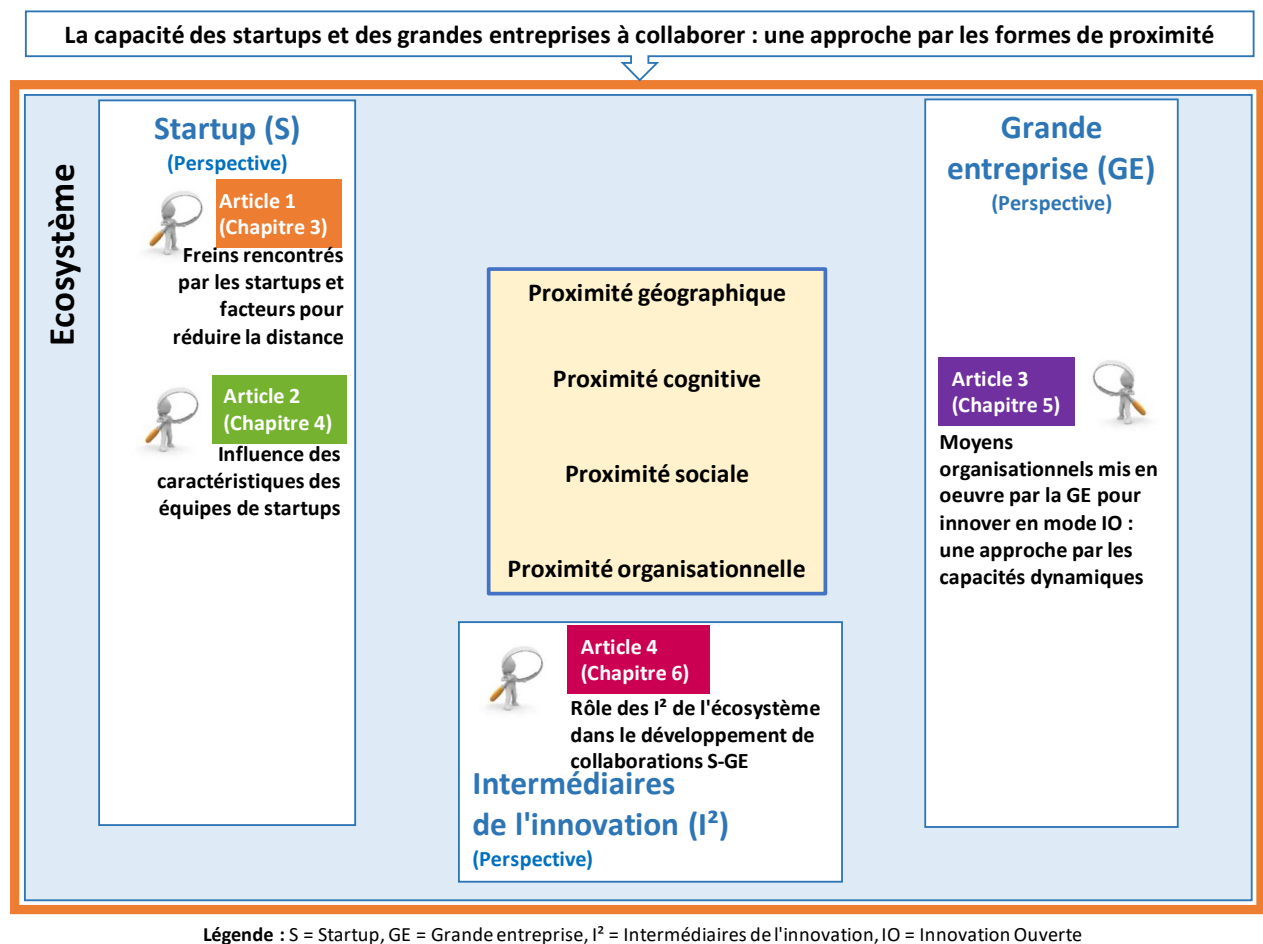 La capacité des startups et des grandes entreprises à collaborer : une approche par les formes de proximité
Ecosystème
Startup (S)
(Perspective)
Article 1
(Chapitre 3)
Freins rencontrés
par les startups et
facteurs pour
réduire la distance
Article 2
(Chapitre 4)
Influence des
caractéristiques des
équipes de startups
Proximité géographique
Proximité cognitive
Proximité sociale
Proximité organisationnelle
Grande
entreprise (GE)
(Perspective)
Article 3
(Chapitre 5)
Moyens
organisationnels mis en
oeuvre par la GE pour
innover en mode IO :
une approche par les
capacités dynamiques
Article 4
(Chapitre 6)
Rôle des I² de l'écosystème
dans le développement de
collaborations S-GE
Intermédiaires
de l'innovation (I²)
(Perspective)
Légende : S = Startup, GE = Grande entreprise, I² = Intermédiaires de l'innovation, IO = Innovation Ouverte